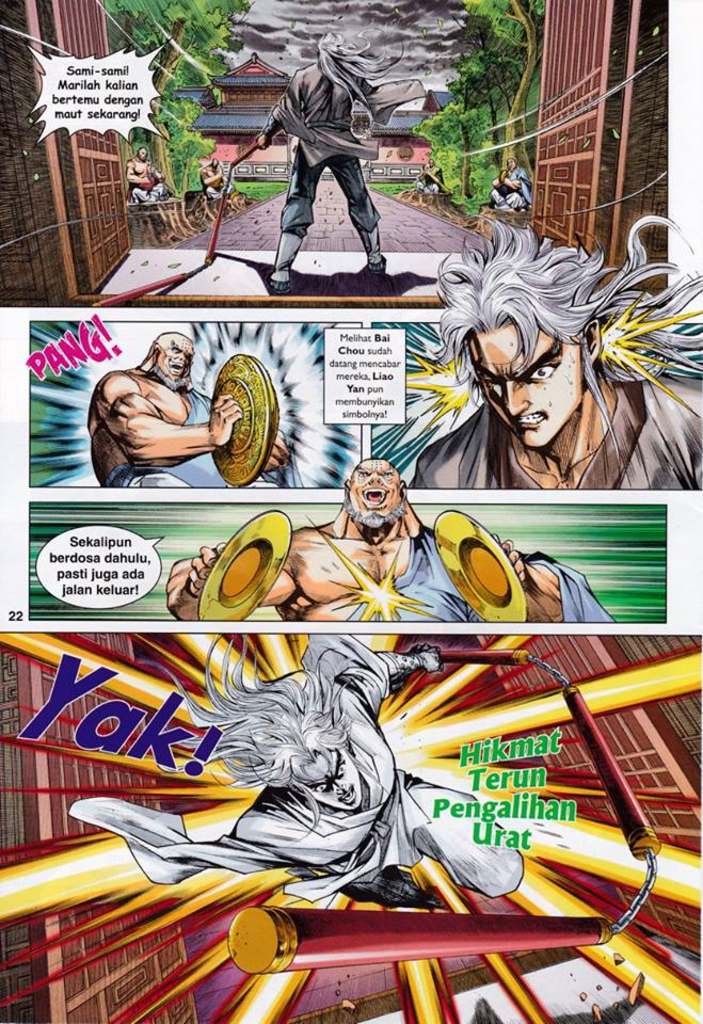 Sami-sami!
Marilah kalian
bertemu dengan
maut sekarang!
PANG!
Melihat Bai
Chou sudah
datang mencabar
mereka, Liao
Yan pun
membunyikan
simbolnya!
Sekalipun
berdosa dahulu,
pasti juga ada
jalan keluar!
22
Yak!
Hikmat
Terun
Pengalihan
Urat